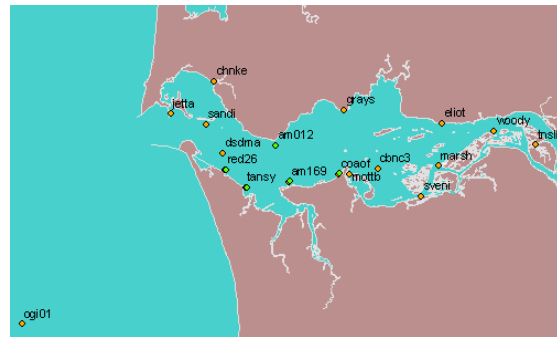 chnke
jetta
sandi
grays
eliot
woody
tnsli
am012
dsdma
red26
tansy
am169
coaof
mottb
cbnc3
marsh
sveni
ogi01